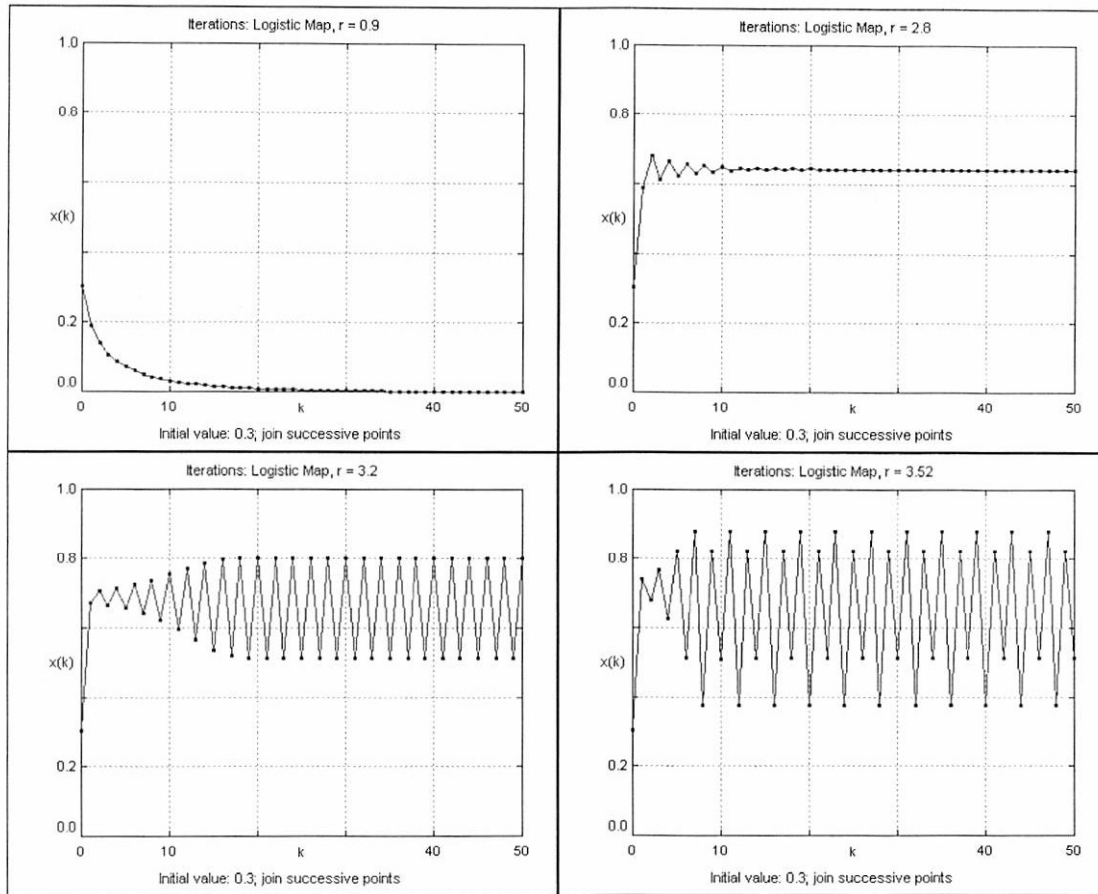 Iterations: Logistic Map, r = 0.9
1.0
0.8
x(k)
0.2
0.0
0 10 k 40 50
Initial value: 0.3; join successive points
Iterations: Logistic Map, r = 2.8
1.0
0.8
x(k)
0.2
0.0
0 10 k 40 50
Initial value: 0.3; join successive points
Iterations: Logistic Map, r = 3.2
1.0
0.8
x(k)
0.2
0.0
0 10 k 40 50
Initial value: 0.3; join successive points
Iterations: Logistic Map, r = 3.52
1.0
0.8
x(k)
0.2
0.0
0 10 k 40 50
Initial value: 0.3; join successive points